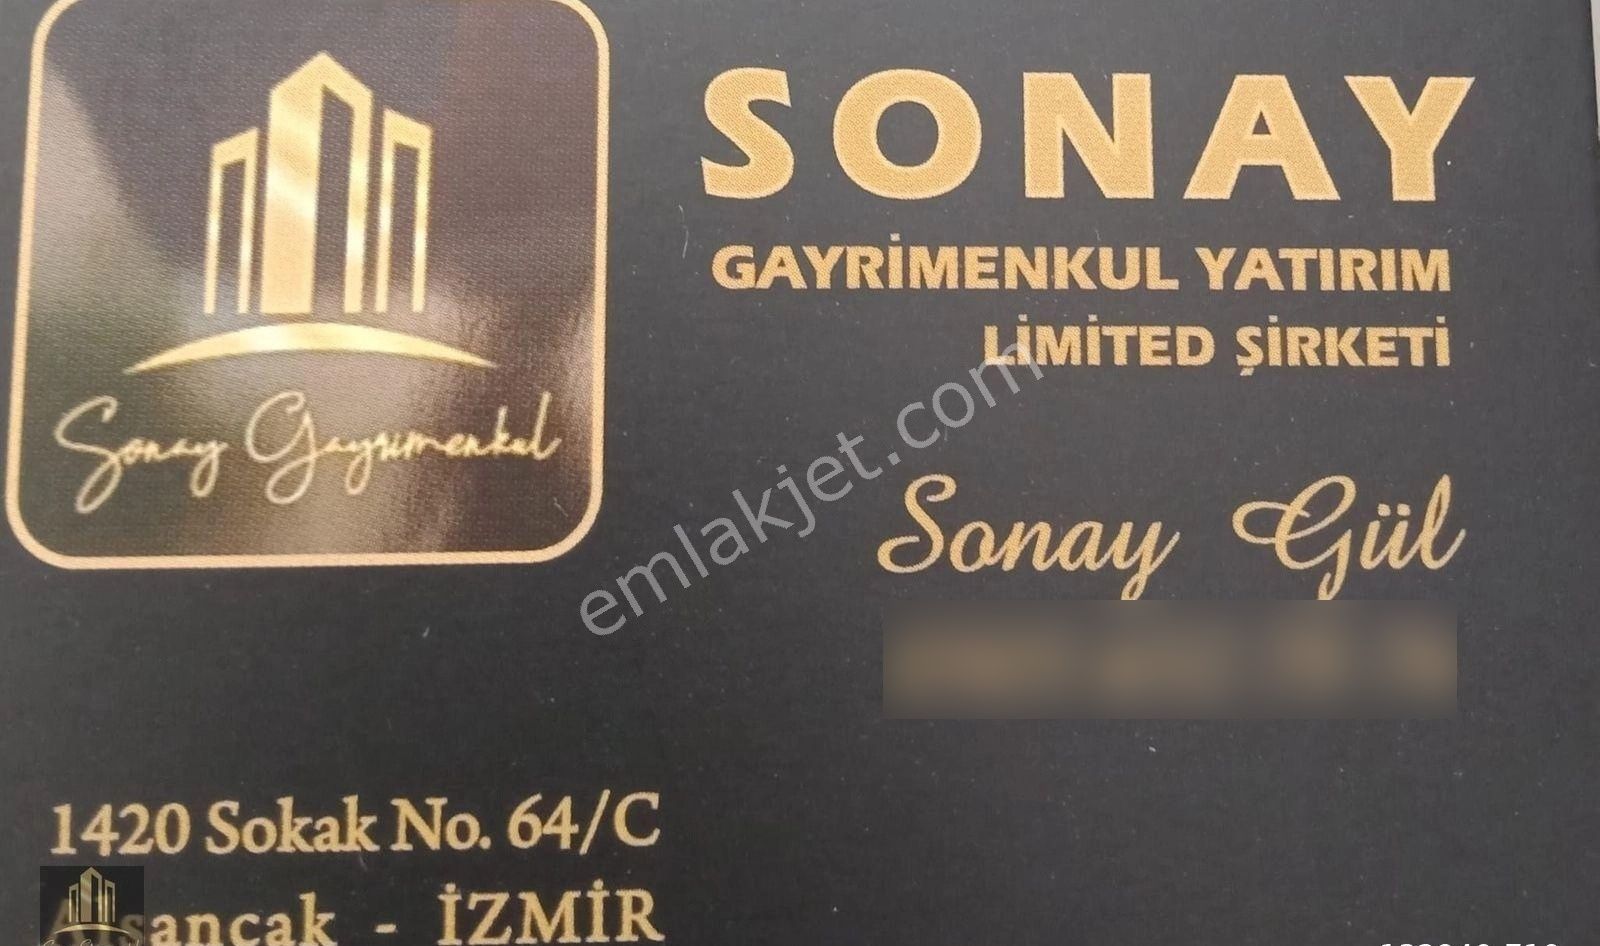 SONAY
GAYRİMENKUL YATIRIM
LİMİTED ŞİRKETİ
Sonay Gayrimenkul
emlakjet.com
Sonay Gül
1420 Sokak No. 64/C
- İZMİR